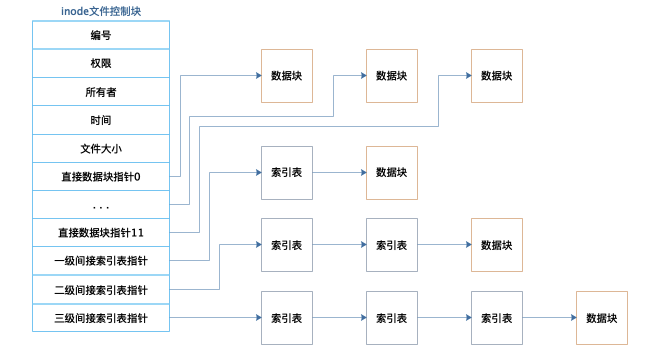 inode文件控制块
编号
权限
所有者
时间
文件大小
直接数据块指针0
...
直接数据块指针11
一级间接索引表指针
二级间接索引表指针
三级间接索引表指针
数据块
数据块
数据块
索引表
数据块
索引表
索引表
数据块
索引表
索引表
索引表
数据块